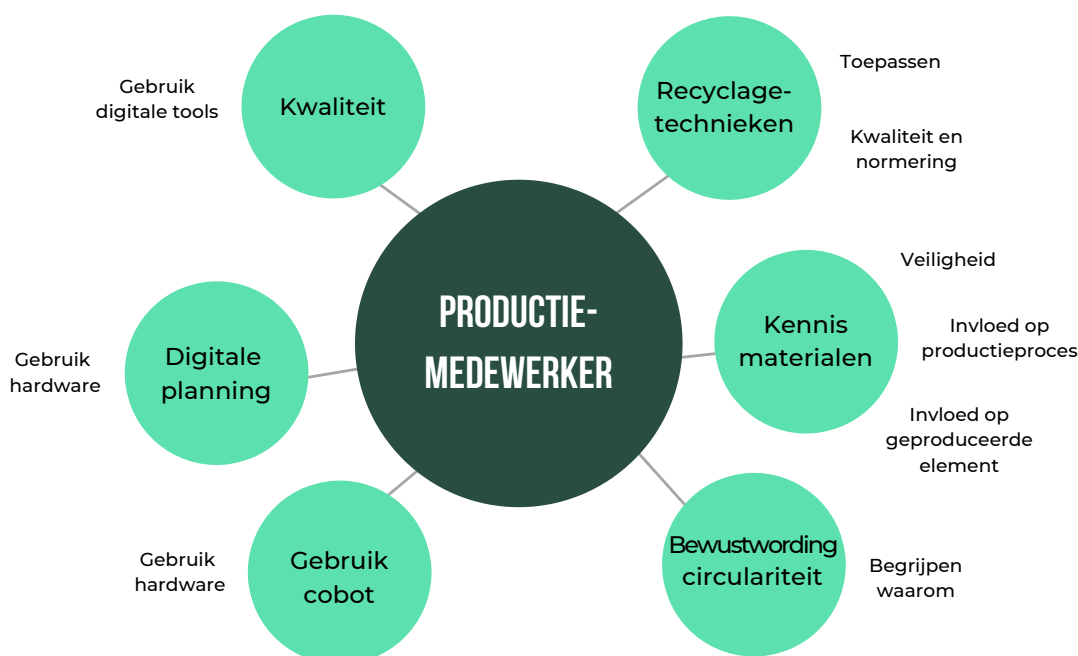 Gebruik
digitale tools
Kwaliteit
Recyclage-
technieken
Toepassen
Kwaliteit en
normering
PRODUCTIE-
MEDEWERKER
Gebruik
hardware
Digitale
planning
Kennis
materialen
Veiligheid
Invloed op
productieproces
Invloed op
geproduceerde
element
Gebruik
hardware
Gebruik
cobot
Bewustwording
circulariteit
Begrijpen
waarom